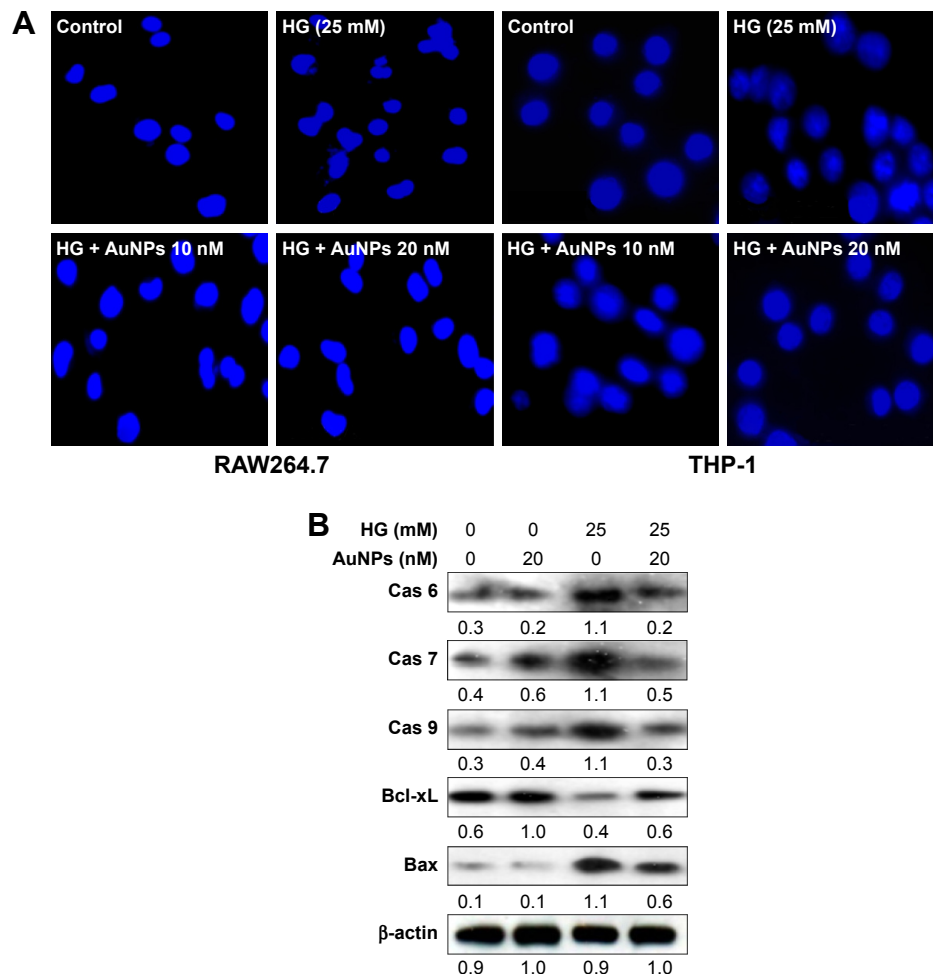 A
Control HG (25 mM) Control HG (25 mM)
HG + AuNPs 10 nM HG + AuNPs 20 nM HG + AuNPs 10 nM HG + AuNPs 20 nM
RAW264.7 THP-1
B
HG (mM) 0 0 25 25
AuNPs (nM) 0 20 0 20
Cas 6
0.3 0.2 1.1 0.2
Cas 7
0.4 0.6 1.1 0.5
Cas 9
0.3 0.4 1.1 0.3
Bcl-xL
0.6 1.0 0.4 0.6
Bax
0.1 0.1 1.1 0.6
β-actin
0.9 1.0 0.9 1.0